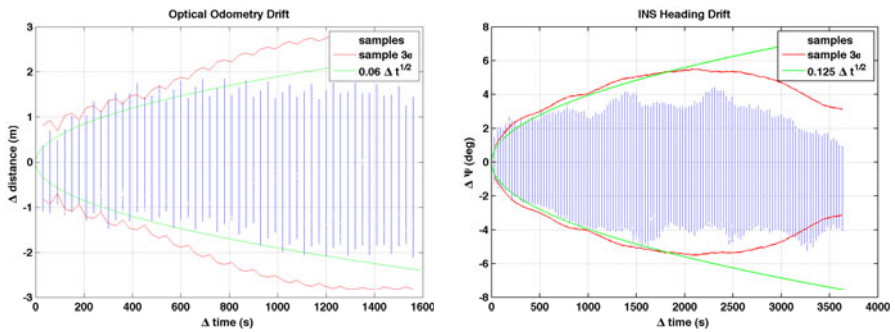 Optical Odometry Drift
3
2
1
0
-1
-2
-3
0 200 400 600 800 1000 1200 1400 1600
Δ distance (m)
Δ time (s)
samples
sample 3σ
0.06 Δ t^1/2
INS Heading Drift
8
6
4
2
0
-2
-4
-6
-8
0 500 1000 1500 2000 2500 3000 3500 4000
Δ Ψ (deg)
Δ time (s)
samples
sample 3σ
0.125 Δ t^1/2